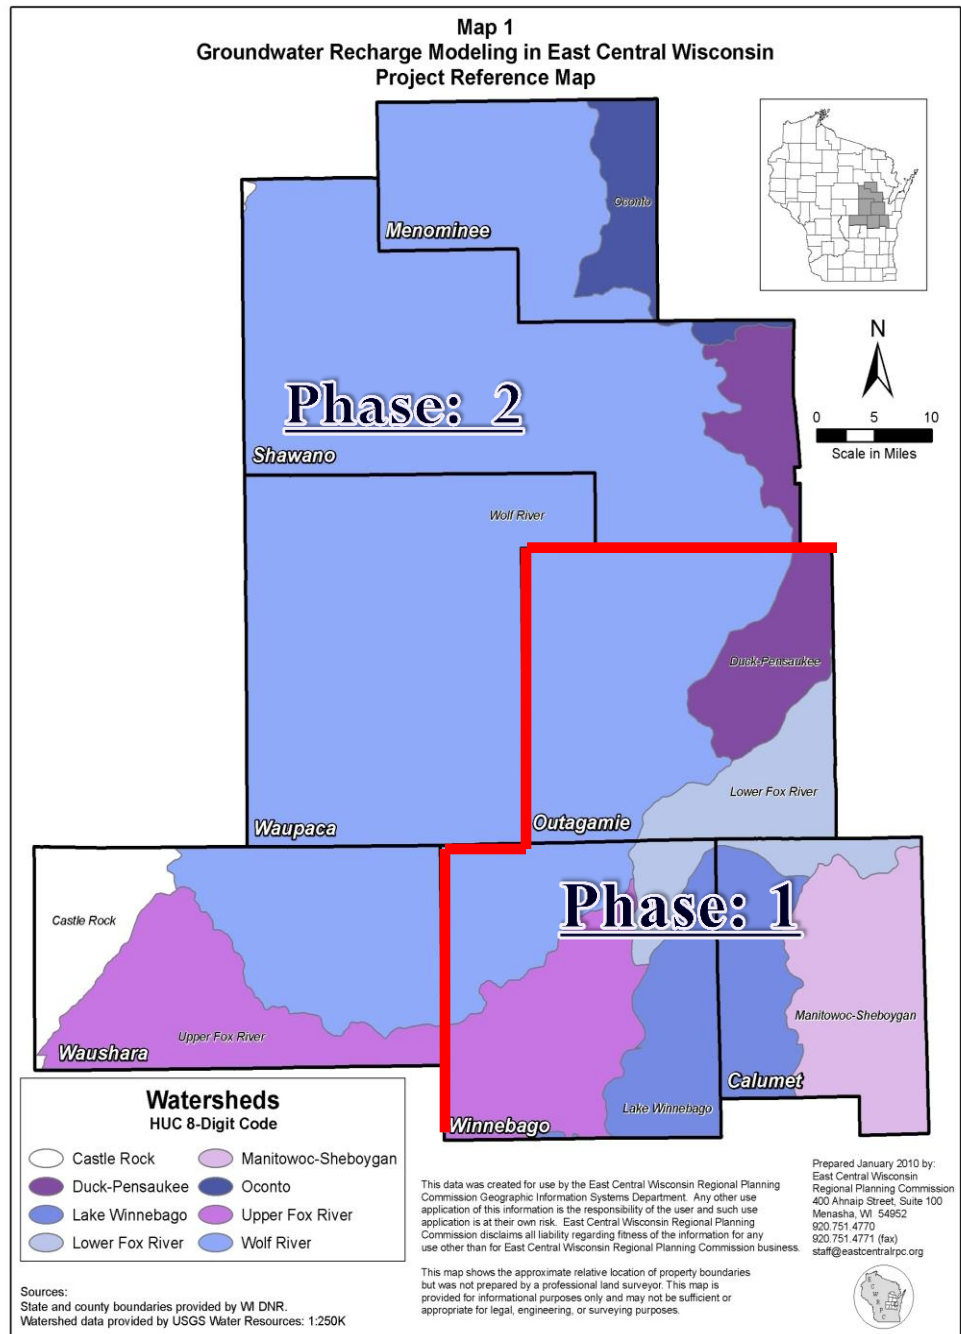 Map 1
Groundwater Recharge Modeling in East Central Wisconsin
Project Reference Map
Oconto
Menominee
N
0 5 10
Scale in Miles
Phase: 2
Shawano
Wolf River
Duck-Pensaukee
Lower Fox River
Waupaca
Outagamie
Phase: 1
Castle Rock
Manitowoc-Sheboygan
Upper Fox River
Waushara
Calumet
Lake Winnebago
Winnebago
Watersheds
HUC 8-Digit Code
Castle Rock
Manitowoc-Sheboygan
Duck-Pensaukee
Oconto
Lake Winnebago
Upper Fox River
Lower Fox River
Wolf River
This data was created for use by the East Central Wisconsin Regional Planning
Commission Geographic Information Systems Department. Any other use
application of this information is the responsibility of the user and such use
application is at their own risk. East Central Wisconsin Regional Planning
Commission disclaims all liability regarding fitness of the information for any
use other than for East Central Wisconsin Regional Planning Commission business.
This map shows the approximate relative location of property boundaries
but was not prepared by a professional land surveyor. This map is
provided for informational purposes only and may not be sufficient or
appropriate for legal, engineering, or surveying purposes.
Prepared January 2010 by:
East Central Wisconsin
Regional Planning Commission
400 Ahnaip Street, Suite 100
Menasha, WI 54952
920.751.4770
920.751.4771 (fax)
staff@eastcentralrpc.org
Sources:
State and county boundaries provided by WI DNR.
Watershed data provided by USGS Water Resources: 1:250K